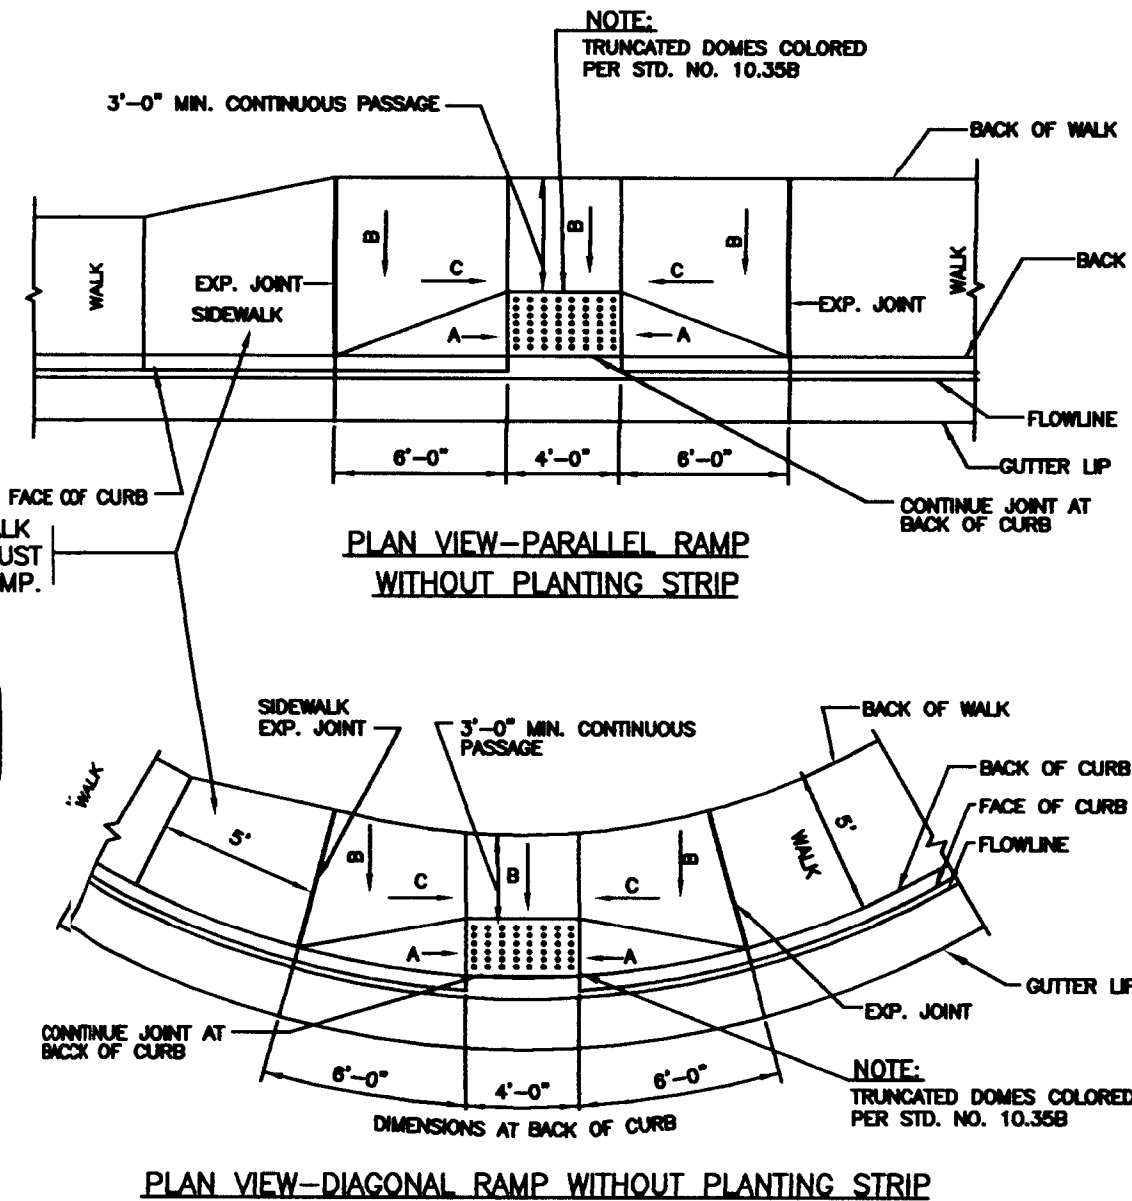 NOTE:
TRUNCATED DOMES COLORED
PER STD. NO. 10.35B
3'-0" MIN. CONTINUOUS PASSAGE
BACK OF WALK
B
B
B
WALK
WALK
C
C
BACK
EXP. JOINT
SIDEWALK
EXP. JOINT
A
A
FLOWLINE
6'-0"
4'-0"
6'-0"
GUTTER LIP
FACE OOF CURB
CONTINUE JOINT AT
BACK OF CURB
ALK
UST
MP.
PLAN VIEW-PARALLEL RAMP
WITHOUT PLANTING STRIP
SIDEWALK
EXP. JOINT
3'-0" MIN. CONTINUOUS
PASSAGE
BACK OF WALK
WALK
BACK OF CURB
FACE OF CURB
5'
5'
WALK
FLOWLINE
B
B
B
C
C
A
A
GUTTER LIP
EXP. JOINT
CONNTINUE JOINT AT
BACCK OF CURB
6'-0"
4'-0"
6'-0"
DIMENSIONS AT BACK OF CURB
NOTE:
TRUNCATED DOMES COLORED
PER STD. NO. 10.35B
PLAN VIEW-DIAGONAL RAMP WITHOUT PLANTING STRIP